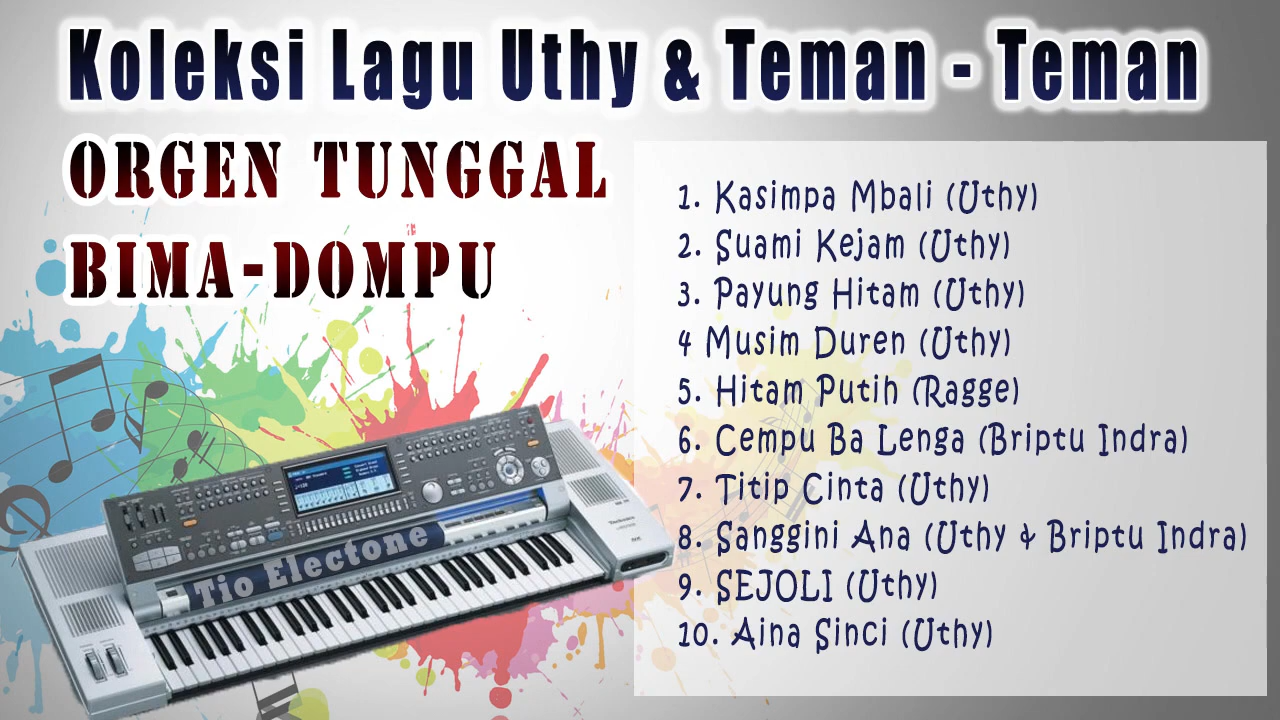 Koleksi Lagu Uthy & Teman - Teman
ORGEN TUNGGAL
BIMA-DOMPU
1. Kasimpa Mbali (Uthy)
2. Suami Kejam (Uthy)
3. Payung Hitam (Uthy)
4 Musim Duren (Uthy)
5. Hitam Putih (Ragge)
6. Cempu Ba Lenga (Briptu Indra)
7. Titip Cinta (Uthy)
8. Sanggini Ana (Uthy & Briptu Indra)
9. SEJOLI (Uthy)
10. Aina Sinci (Uthy)
Technics
Tio Electone